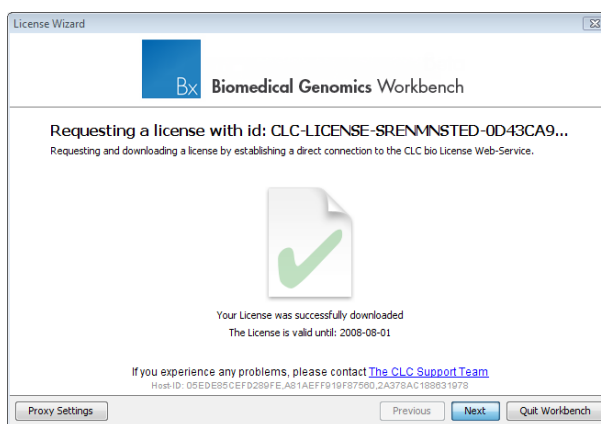 License Wizard
Bx Biomedical Genomics Workbench
Requesting a license with id: CLC-LICENSE-SRENMNSTED-0D43CA9...
Requesting and downloading a license by establishing a direct connection to the CLC bio License Web-Service.
Your License was successfully downloaded
The License is valid until: 2008-08-01
If you experience any problems, please contact The CLC Support Team
Host-ID: D5EDE85CEFD289FE,A81AEFF919F87560,2A378AC188631978
Proxy Settings Previous Next Quit Workbench